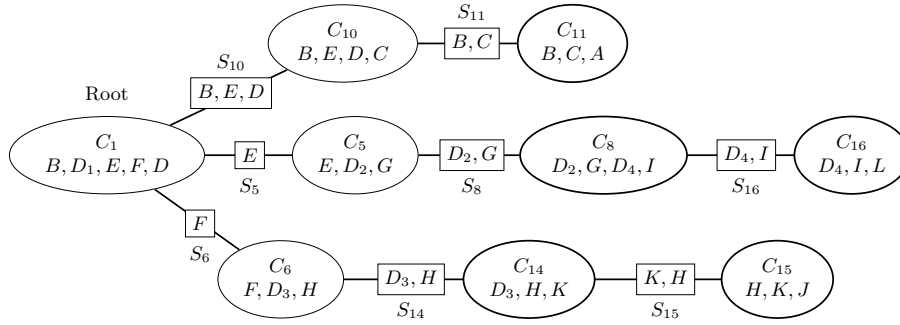 S₁₁
C₁₀
B, E, D, C
B, C
C₁₁
B, C, A
S₁₀
B, E, D
Root
C₁
B, D₁, E, F, D
E
S₅
C₅
E, D₂, G
D₂, G
S₈
C₈
D₂, G, D₄, I
D₄, I
S₁₆
C₁₆
D₄, I, L
F
S₆
C₆
F, D₃, H
D₃, H
S₁₄
C₁₄
D₃, H, K
K, H
S₁₅
C₁₅
H, K, J